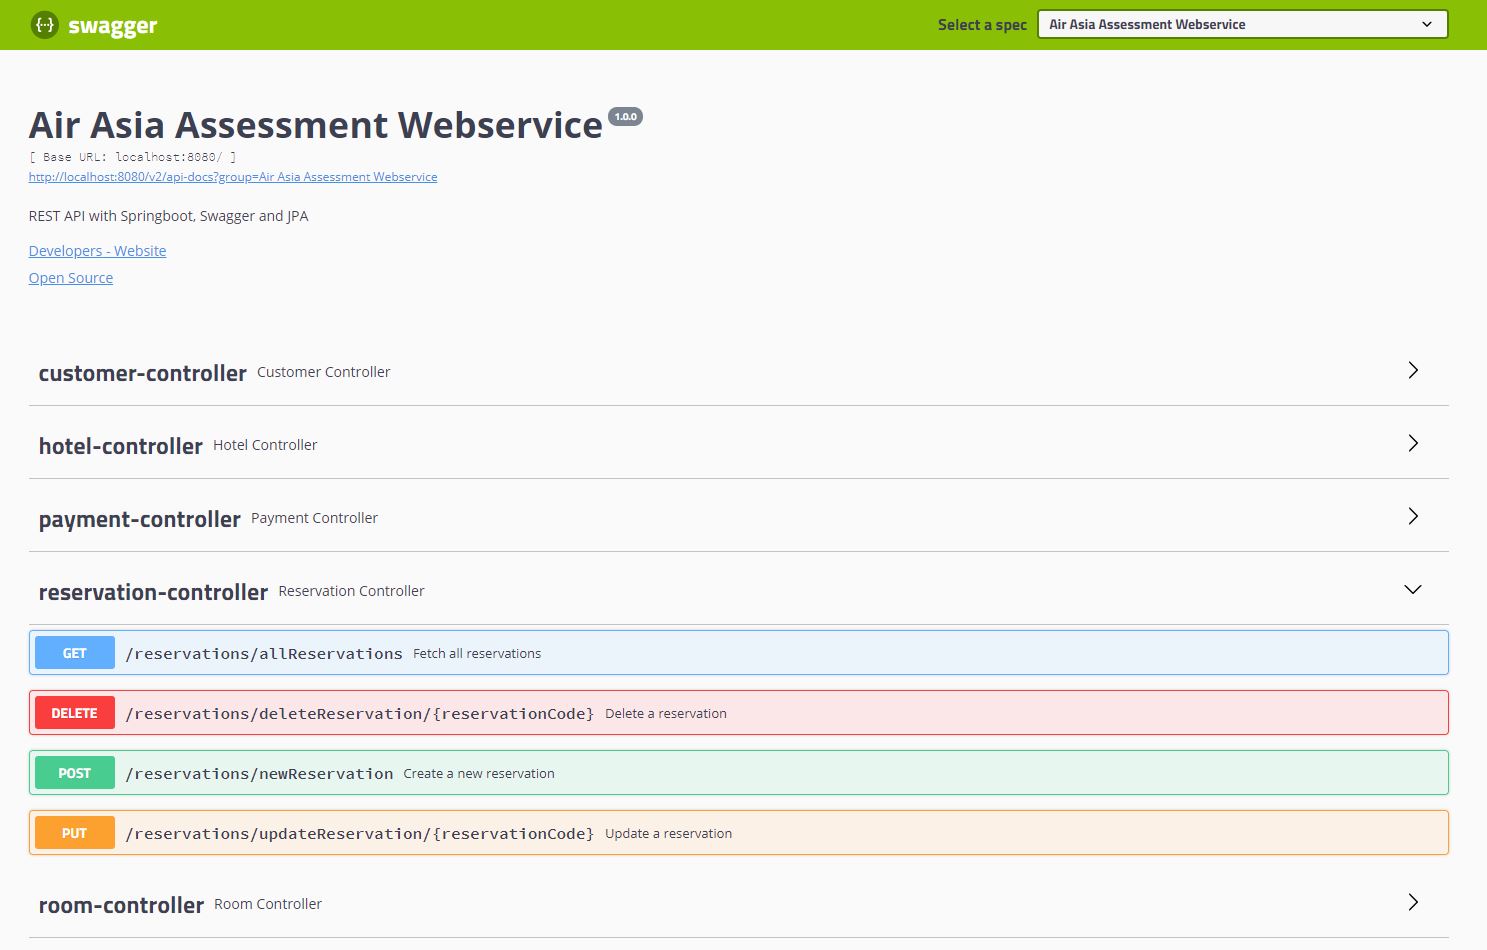 {...} swagger
Select a spec
Air Asia Assessment Webservice
Air Asia Assessment Webservice 1.0.0
[ Base URL: localhost:8080/ ]
http://localhost:8080/v2/api-docs?group=Air Asia Assessment Webservice
REST API with Springboot, Swagger and JPA
Developers - Website
Open Source
customer-controller Customer Controller
hotel-controller Hotel Controller
payment-controller Payment Controller
reservation-controller Reservation Controller
GET /reservations/allReservations Fetch all reservations
DELETE /reservations/deleteReservation/{reservationCode} Delete a reservation
POST /reservations/newReservation Create a new reservation
PUT /reservations/updateReservation/{reservationCode} Update a reservation
room-controller Room Controller